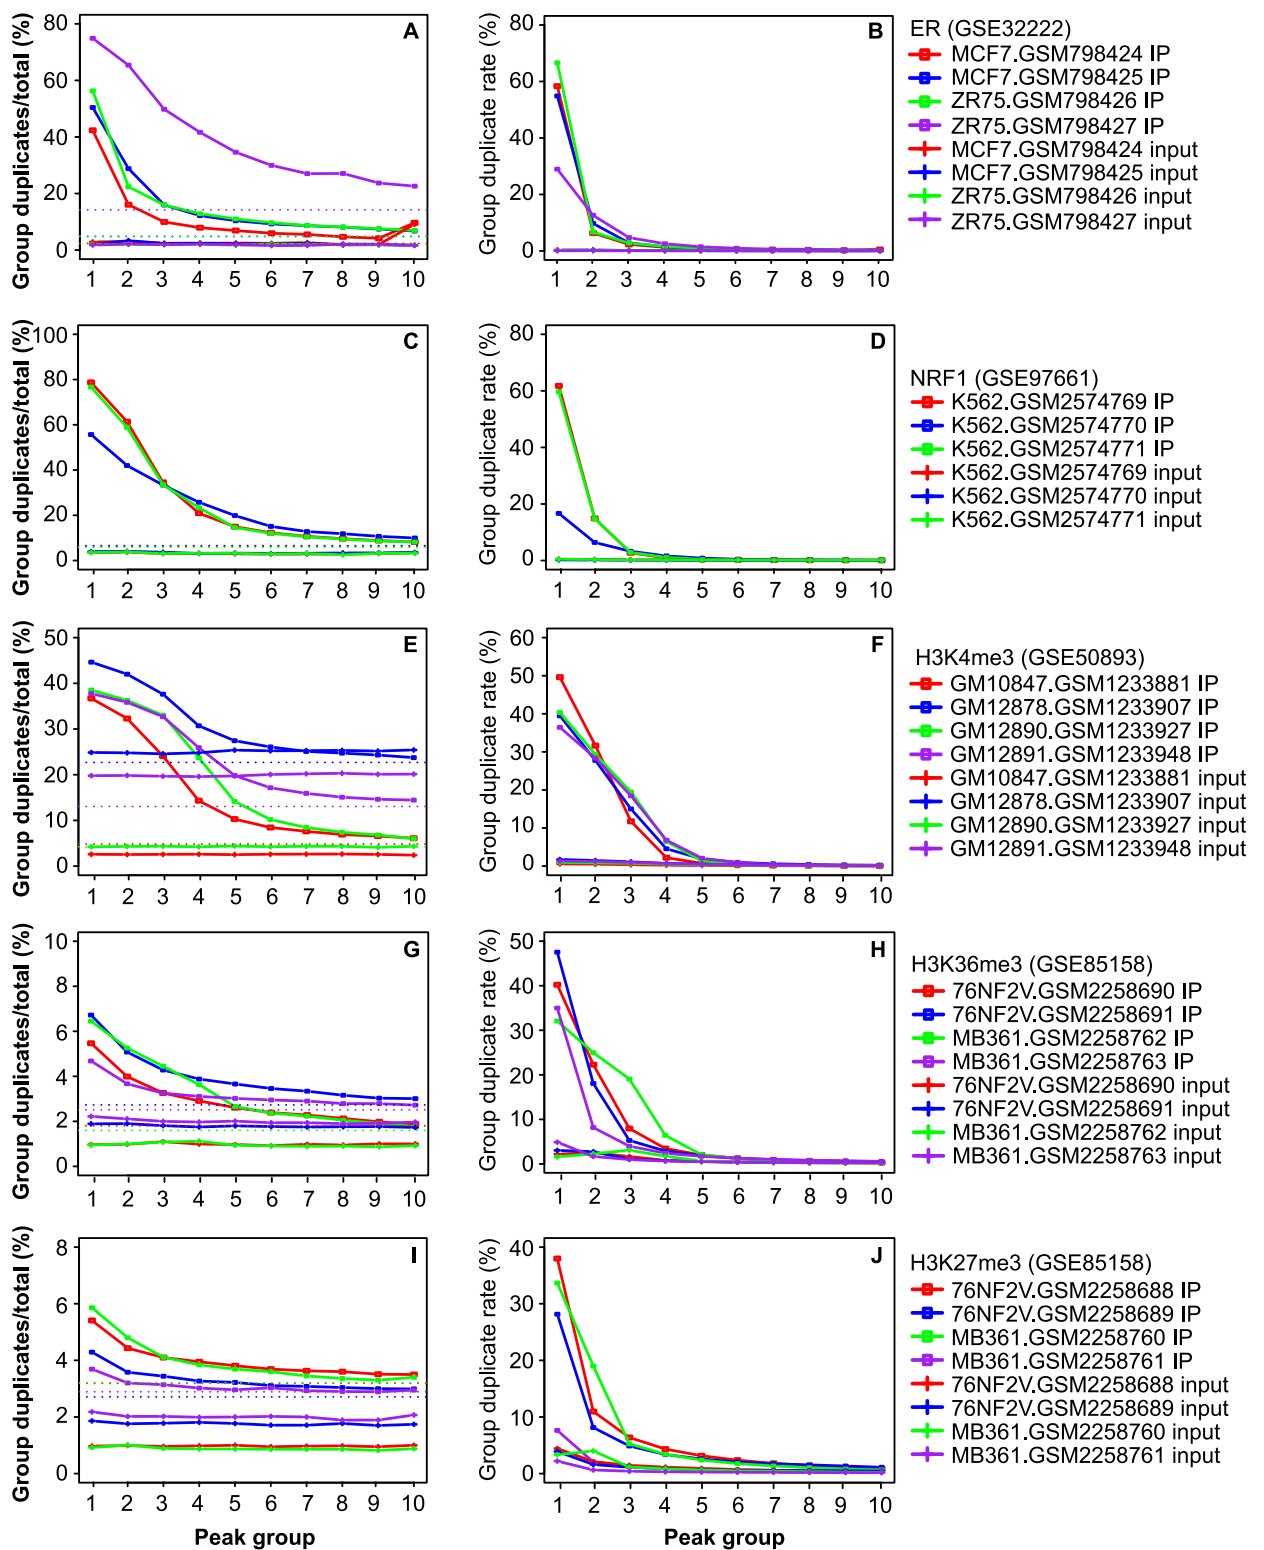 Group duplicates/total (%)
80
60
40
20
0
A
1 2 3 4 5 6 7 8 9 10
Group duplicate rate (%)
80
60
40
20
0
B
1 2 3 4 5 6 7 8 9 10
ER (GSE32222)
MCF7.GSM798424 IP
MCF7.GSM798425 IP
ZR75.GSM798426 IP
ZR75.GSM798427 IP
MCF7.GSM798424 input
MCF7.GSM798425 input
ZR75.GSM798426 input
ZR75.GSM798427 input
Group duplicates/total (%)
100
80
60
40
20
0
C
1 2 3 4 5 6 7 8 9 10
Group duplicate rate (%)
80
60
40
20
0
D
1 2 3 4 5 6 7 8 9 10
NRF1 (GSE97661)
K562.GSM2574769 IP
K562.GSM2574770 IP
K562.GSM2574771 IP
K562.GSM2574769 input
K562.GSM2574770 input
K562.GSM2574771 input
Group duplicates/total (%)
50
40
30
20
10
0
E
1 2 3 4 5 6 7 8 9 10
Group duplicate rate (%)
60
50
40
30
20
10
0
F
1 2 3 4 5 6 7 8 9 10
H3K4me3 (GSE50893)
GM10847.GSM1233881 IP
GM12878.GSM1233907 IP
GM12890.GSM1233927 IP
GM12891.GSM1233948 IP
GM10847.GSM1233881 input
GM12878.GSM1233907 input
GM12890.GSM1233927 input
GM12891.GSM1233948 input
Group duplicates/total (%)
10
8
6
4
2
0
G
1 2 3 4 5 6 7 8 9 10
Group duplicate rate (%)
50
40
30
20
10
0
H
1 2 3 4 5 6 7 8 9 10
H3K36me3 (GSE85158)
76NF2V.GSM2258690 IP
76NF2V.GSM2258691 IP
MB361.GSM2258762 IP
MB361.GSM2258763 IP
76NF2V.GSM2258690 input
76NF2V.GSM2258691 input
MB361.GSM2258762 input
MB361.GSM2258763 input
Group duplicates/total (%)
8
6
4
2
0
I
1 2 3 4 5 6 7 8 9 10
Peak group
Group duplicate rate (%)
40
30
20
10
0
J
1 2 3 4 5 6 7 8 9 10
Peak group
H3K27me3 (GSE85158)
76NF2V.GSM2258688 IP
76NF2V.GSM2258689 IP
MB361.GSM2258760 IP
MB361.GSM2258761 IP
76NF2V.GSM2258688 input
76NF2V.GSM2258689 input
MB361.GSM2258760 input
MB361.GSM2258761 input